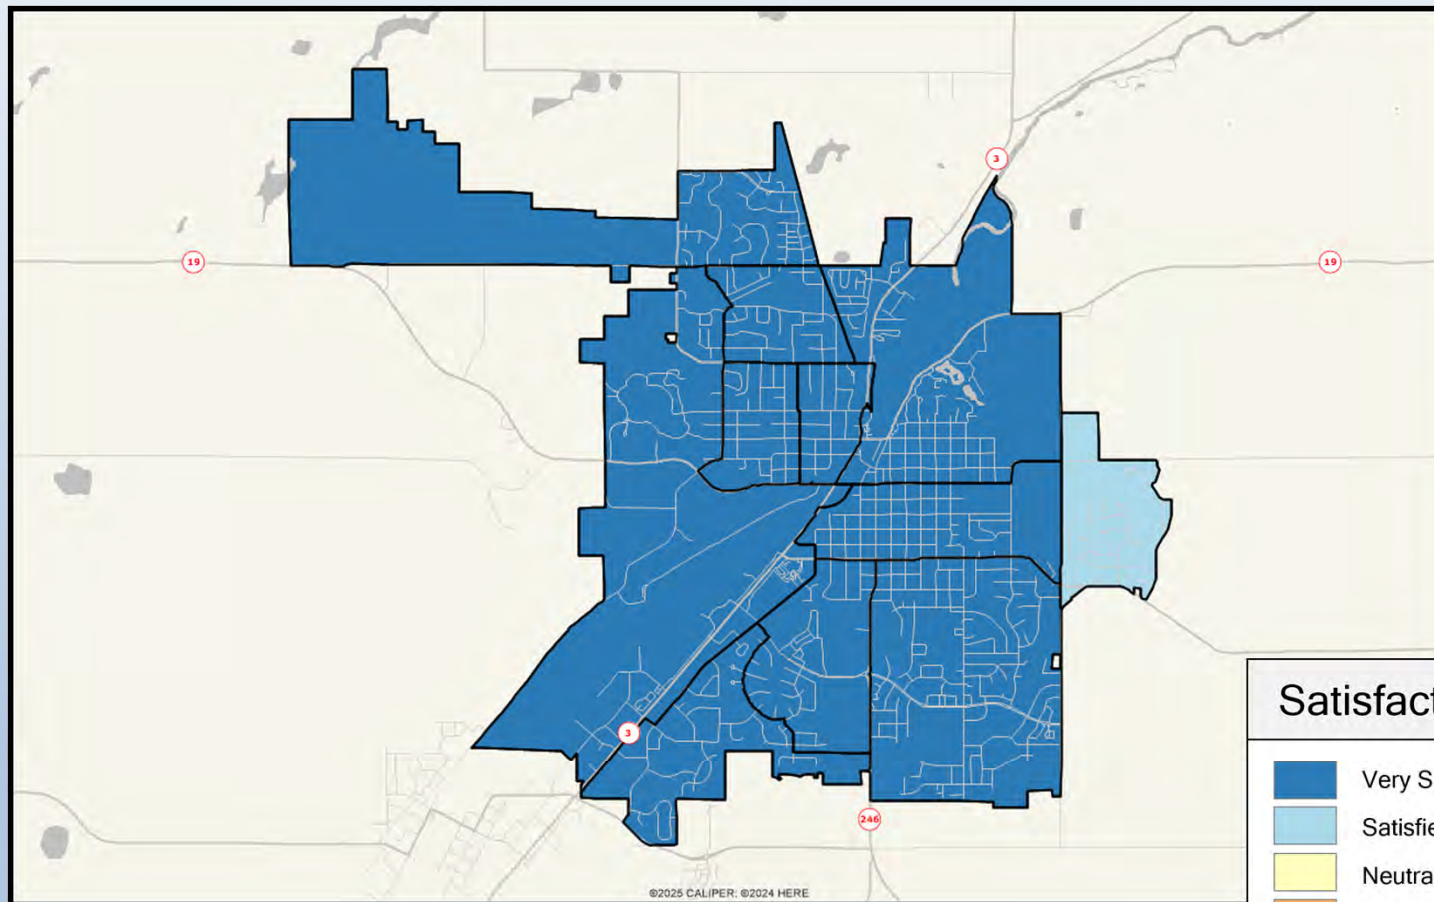 3
19
19
3
246
Satisfact
Very S
Satisfie
Neutra
©2025 CALIPER; ©2024 HERE